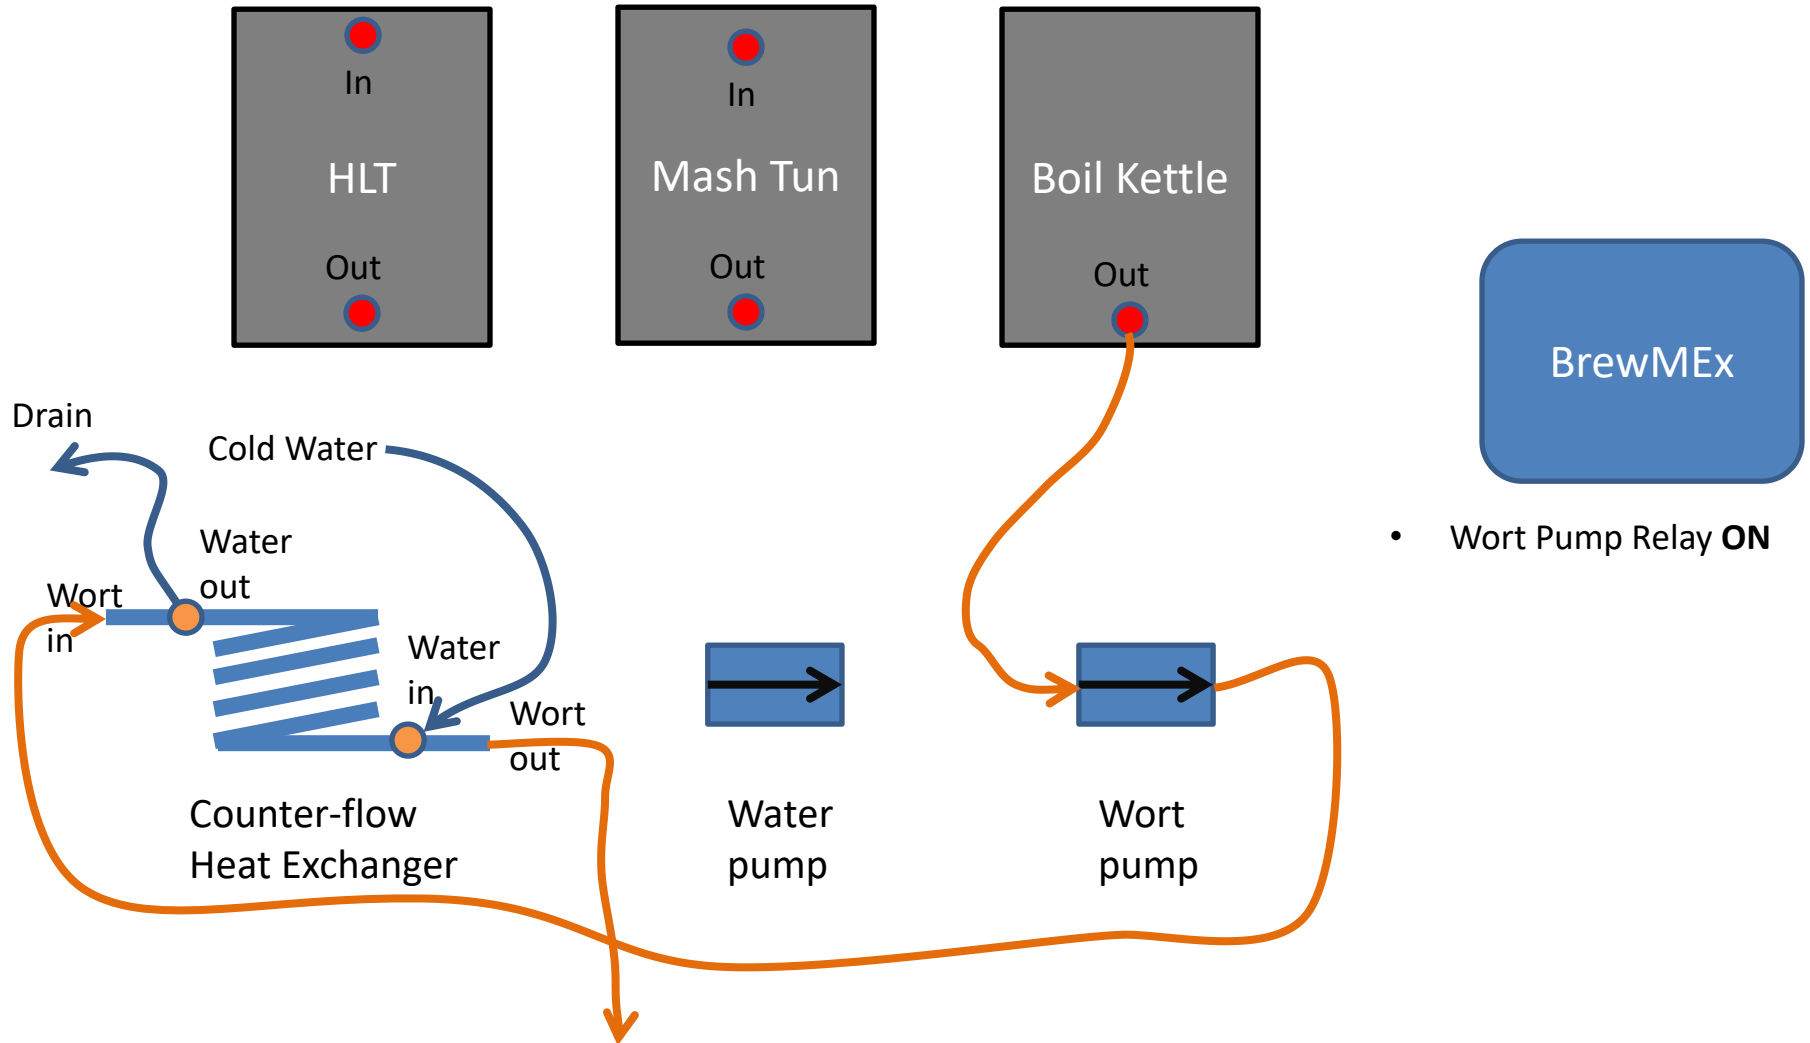 In
HLT
Out
In
Mash Tun
Out
Boil Kettle
Out
BrewMEx
• Wort Pump Relay ON
Drain
Cold Water
Water
out
Wort
in
Water
in
Wort
out
Counter-flow
Heat Exchanger
Water
pump
Wort
pump